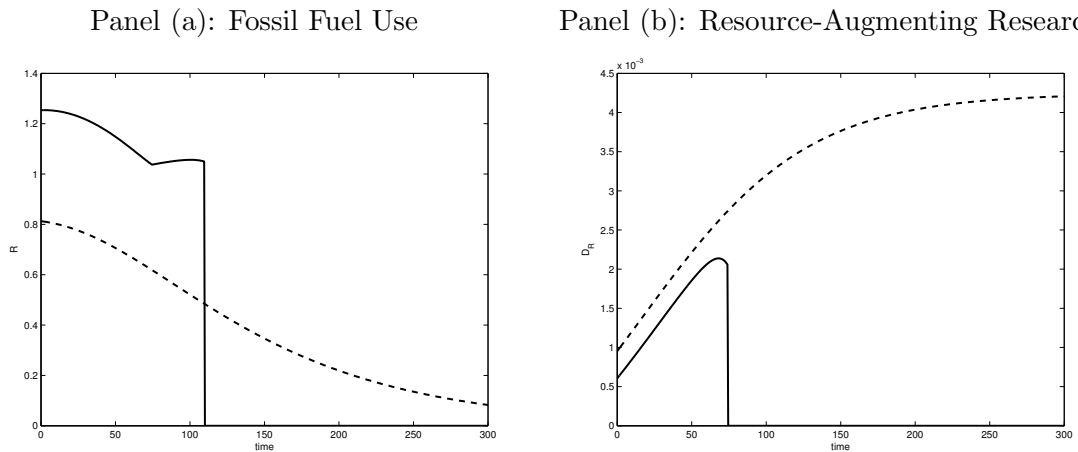 Panel (a): Fossil Fuel Use
1.4
1.2
1
0.8
0.6
0.4
0.2
0
R
0 50 100 150 200 250 300
time
Panel (b): Resource-Augmenting Researc
x 10⁻³
4.5
4
3.5
3
2.5
2
1.5
1
0.5
0
D_R
0 50 100 150 200 250 300
time